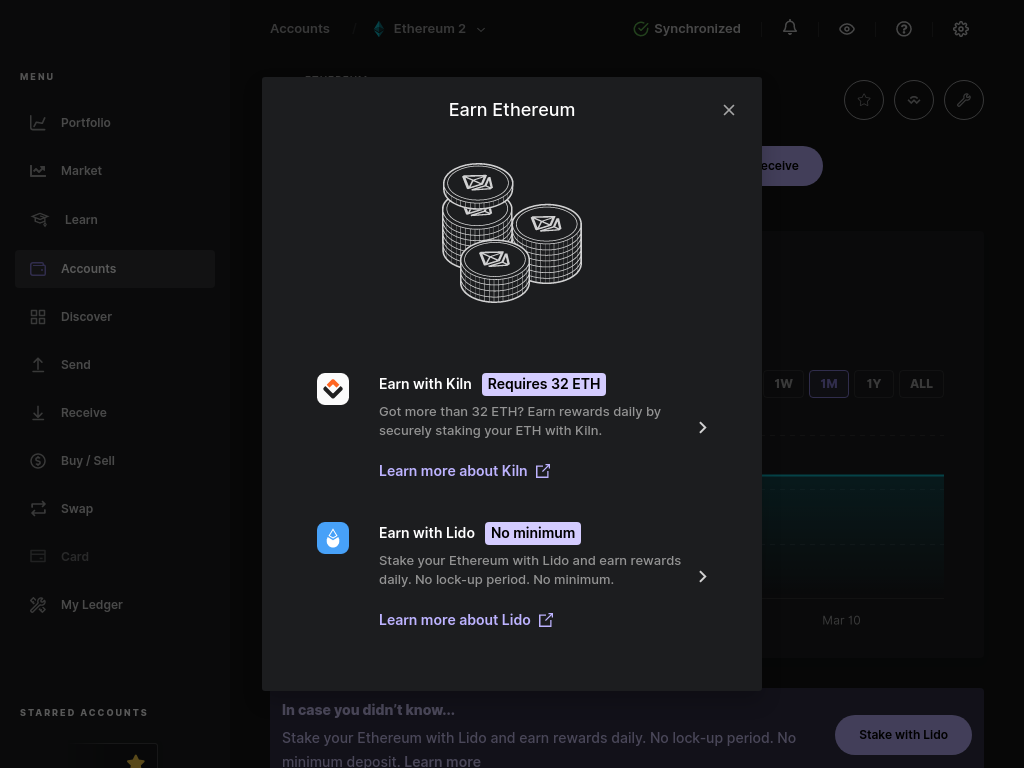 Accounts / Ethereum 2
Synchronized
MENU
Portfolio
Market
Learn
Accounts
Discover
Send
Receive
Buy / Sell
Swap
Card
My Ledger
STARRED ACCOUNTS
Earn Ethereum
Earn with Kiln Requires 32 ETH
Got more than 32 ETH? Earn rewards daily by
securely staking your ETH with Kiln.
Learn more about Kiln
Earn with Lido No minimum
Stake your Ethereum with Lido and earn rewards
daily. No lock-up period. No minimum.
Learn more about Lido
eceive
1W 1M 1Y ALL
Mar 10
In case you didn't know...
Stake your Ethereum with Lido and earn rewards daily. No lock-up period. No
minimum deposit. Learn more
Stake with Lido